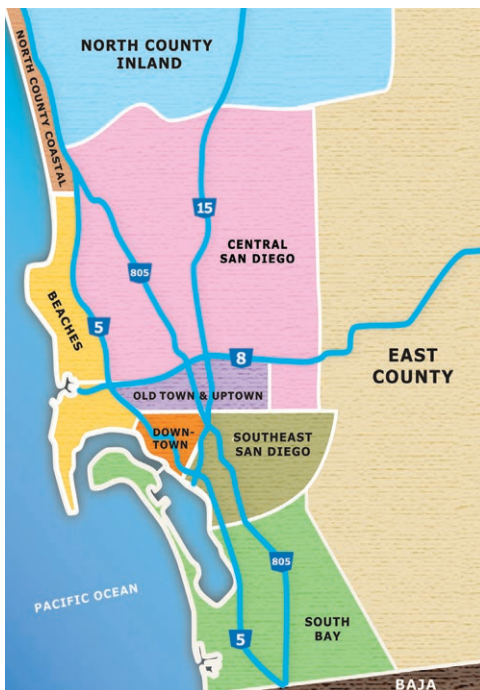 NORTH COUNTY
INLAND
NORTH COUNTY COASTAL
15
CENTRAL
SAN DIEGO
805
BEACHES
5
8
EAST
COUNTY
OLD TOWN & UPTOWN
DOWN-
TOWN
SOUTHEAST
SAN DIEGO
805
PACIFIC OCEAN
SOUTH
BAY
5
BAJA